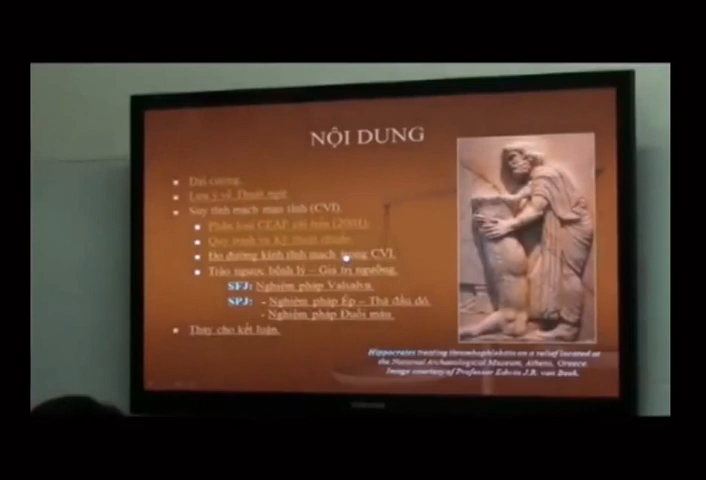 NỘI DUNG
Đại cương.
Lưu ý về Thuật ngữ
Suy tĩnh mạch mạn tính (CVI).
Phân loại CEAP cải biên (2004).
Quy trình và Kỹ thuật chuẩn.
Đo đường kính tĩnh mạch trong CVI.
Trào ngược bệnh lý – Giá trị ngưỡng.
SFJ: Nghiệm pháp Valsalva.
SPJ: - Nghiệm pháp Ép – Thả đầu dò.
- Nghiệm pháp Đuổi máu.
Thay cho kết luận.
Hippocrates treating thrombophlebitis on a relief located at
the National Archaeological Museum, Athens, Greece.
Image courtesy of Professor Edwin J.R. van Beek.